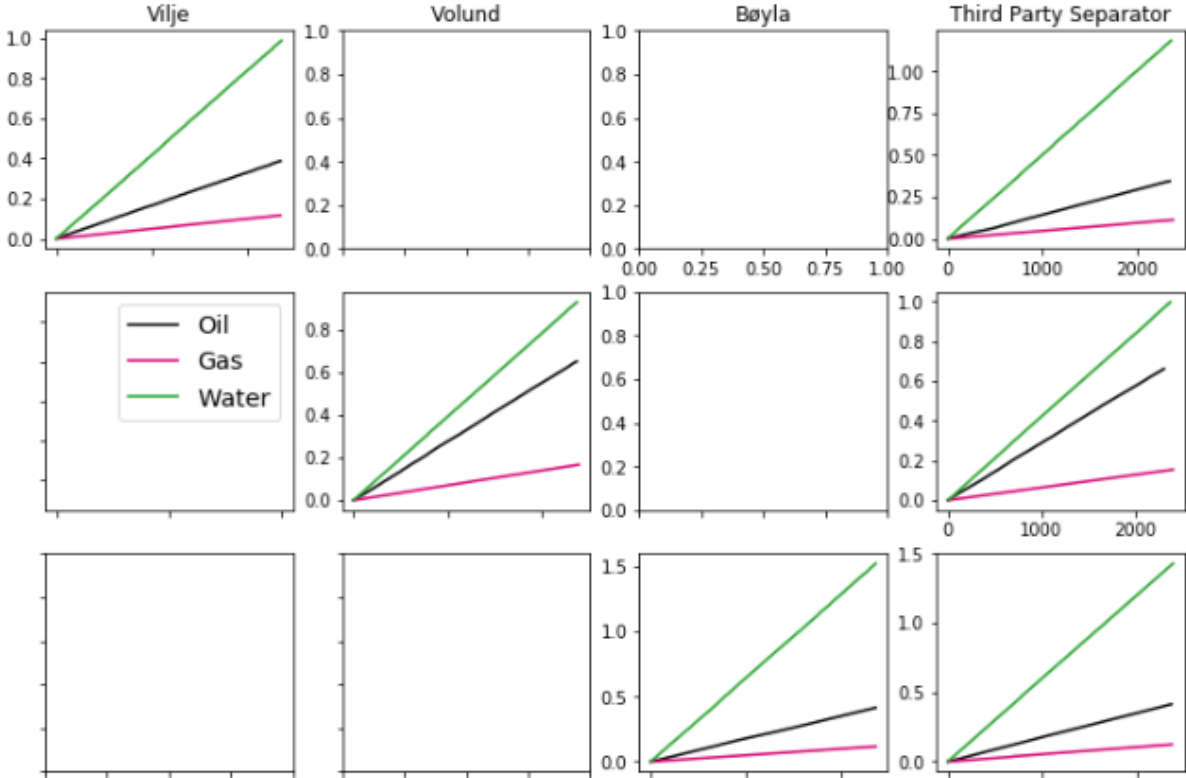 Vilje Volund Bøyla Third Party Separator
1.0 1.0 1.0
0.8 0.8 0.8 1.00
0.6 0.6 0.6 0.75
0.4 0.4 0.4 0.50
0.2 0.2 0.2 0.25
0.0 0.0 0.0 0.00
0.00 0.25 0.50 0.75 1.00 0 1000 2000
Oil
Gas
Water
0.8 1.0 1.0
0.6 0.8 0.8
0.4 0.6 0.6
0.2 0.4 0.4
0.0 0.2 0.2
0.0 0.0
0 1000 2000
1.5 1.5
1.0 1.0
0.5 0.5
0.0 0.0